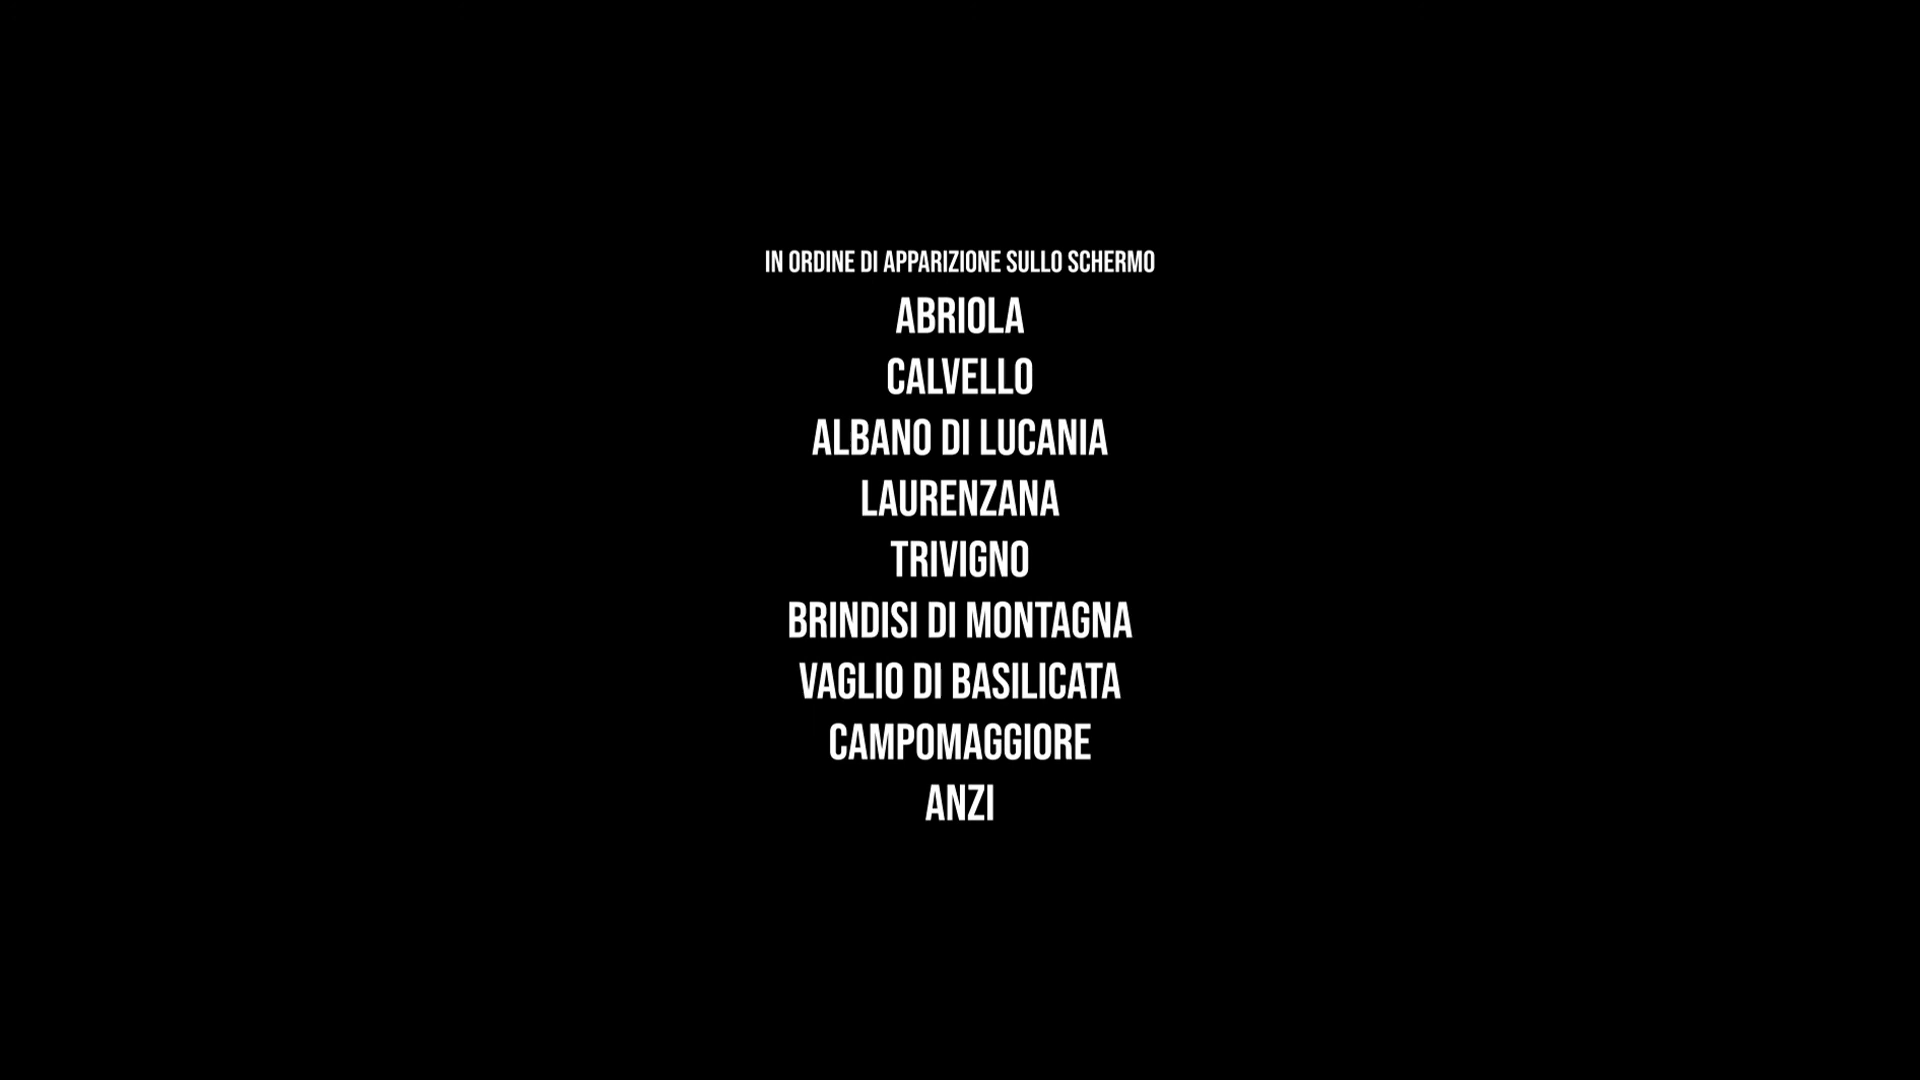 IN ORDINE DI APPARIZIONE SULLO SCHERMO
ABRIOLA
CALVELLO
ALBANO DI LUCANIA
LAURENZANA
TRIVIGNO
BRINDISI DI MONTAGNA
VAGLIO DI BASILICATA
CAMPOMAGGIORE
ANZI